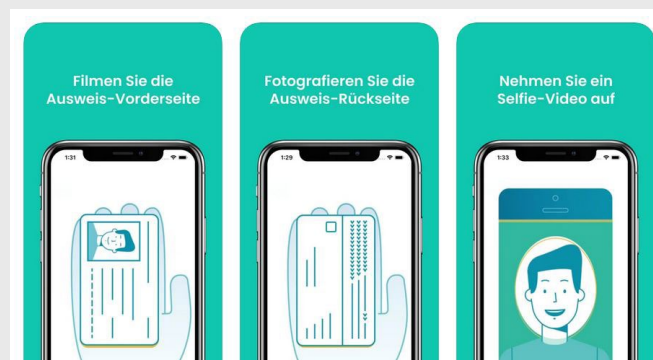 Filmen Sie die
Ausweis-Vorderseite
1:31
Fotografieren Sie die
Ausweis-Rückseite
1:29
Nehmen Sie ein
Selfie-Video auf
1:33